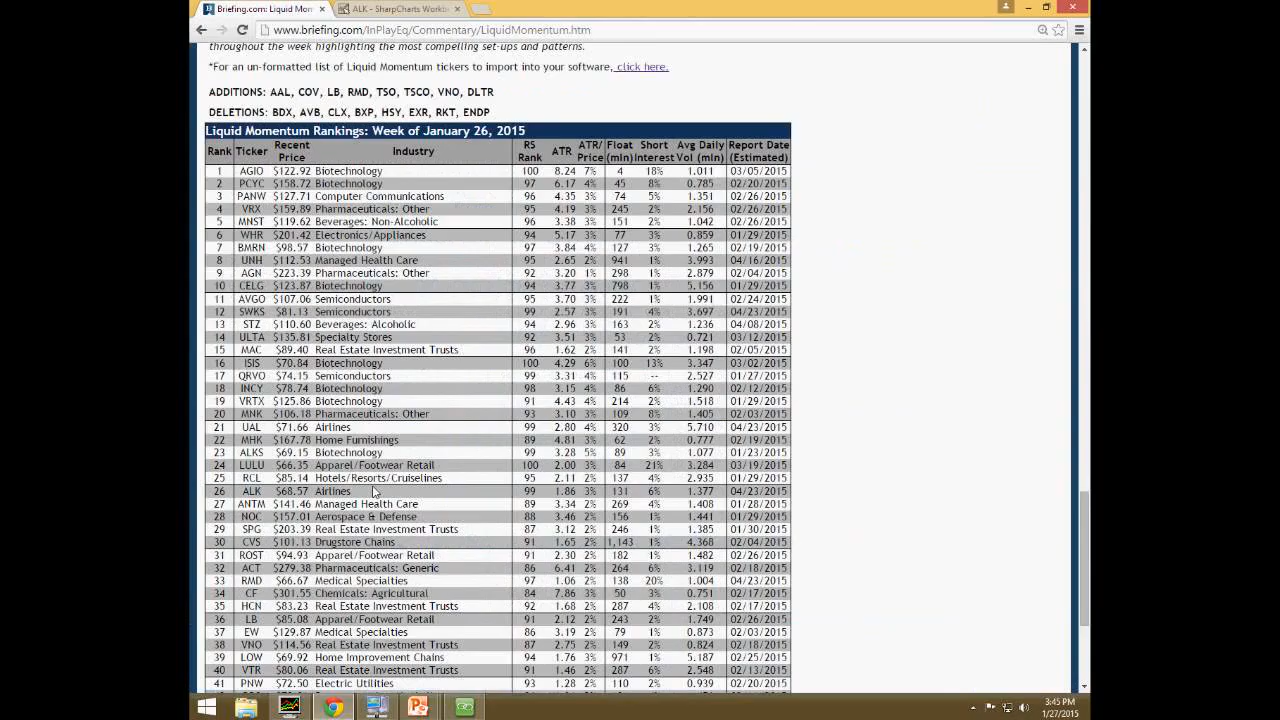 Briefing.com: Liquid Mom
ALK - SharpCharts Workb
www.briefing.com/InPlayEq/Commentary/LiquidMomentum.htm
throughout the week highlighting the most compelling set-ups and patterns.
*For an un-formatted list of Liquid Momentum tickers to import into your software, click here.
ADDITIONS: AAL, COV, LB, RMD, TSO, TSCO, VNO, DLTR
DELETIONS: BDX, AVB, CLX, BXP, HSY, EXR, RKT, ENDP
Liquid Momentum Rankings: Week of January 26, 2015
Rank Ticker Recent Price Industry RS Rank ATR ATR/ Price Float (mln) Short Interest Avg Daily Vol (mln) Report Date (Estimated)
1 AGIO $122.92 Biotechnology 100 8.24 7% 4 18% 1.011 03/05/2015
2 PCYC $158.72 Biotechnology 97 6.17 4% 45 8% 0.785 02/20/2015
3 PANW $127.71 Computer Communications 96 4.35 3% 74 5% 1.351 02/26/2015
4 VRX $159.89 Pharmaceuticals: Other 95 4.19 3% 245 2% 2.156 02/26/2015
5 MNST $119.62 Beverages: Non-Alcoholic 96 3.38 3% 151 2% 1.042 02/26/2015
6 WHR $201.42 Electronics/Appliances 94 5.17 3% 77 3% 0.859 01/29/2015
7 BMRN $98.57 Biotechnology 97 3.84 4% 127 3% 1.265 02/19/2015
8 UNH $112.53 Managed Health Care 95 2.65 2% 941 1% 3.993 04/16/2015
9 AGN $223.39 Pharmaceuticals: Other 92 3.20 1% 298 1% 2.879 02/04/2015
10 CELG $123.87 Biotechnology 94 3.77 3% 798 1% 5.156 01/29/2015
11 AVGO $107.06 Semiconductors 95 3.70 3% 222 1% 1.991 02/24/2015
12 SWKS $81.13 Semiconductors 99 2.57 3% 191 4% 3.697 04/23/2015
13 STZ $110.60 Beverages: Alcoholic 94 2.96 3% 163 2% 1.236 04/08/2015
14 ULTA $135.81 Specialty Stores 92 3.51 3% 53 2% 0.721 03/12/2015
15 MAC $89.40 Real Estate Investment Trusts 96 1.62 2% 141 2% 1.198 02/05/2015
16 ISIS $70.84 Biotechnology 100 4.29 6% 100 13% 3.347 03/02/2015
17 QRVO $74.15 Semiconductors 99 3.31 4% 115 -- 2.527 01/27/2015
18 INCY $78.74 Biotechnology 98 3.15 4% 86 6% 1.290 02/12/2015
19 VRTX $125.86 Biotechnology 91 4.43 4% 214 2% 1.518 01/29/2015
20 MNK $106.18 Pharmaceuticals: Other 93 3.10 3% 109 8% 1.405 02/03/2015
21 UAL $71.66 Airlines 99 2.80 4% 320 3% 5.710 04/23/2015
22 MHK $167.78 Home Furnishings 89 4.81 3% 62 2% 0.777 02/19/2015
23 ALKS $69.15 Biotechnology 99 3.28 5% 89 3% 1.077 01/23/2015
24 LULU $66.35 Apparel/Footwear Retail 100 2.00 3% 84 21% 3.284 03/19/2015
25 RCL $85.14 Hotels/Resorts/Cruiselines 95 2.11 2% 137 4% 2.935 01/29/2015
26 ALK $68.57 Airlines 99 1.86 3% 131 6% 1.377 04/23/2015
27 ANTM $141.46 Managed Health Care 89 3.34 2% 269 4% 1.408 01/28/2015
28 NOC $157.01 Aerospace & Defense 88 3.46 2% 156 1% 1.441 01/29/2015
29 SPG $203.39 Real Estate Investment Trusts 87 3.12 2% 246 1% 1.385 01/30/2015
30 CVS $101.13 Drugstore Chains 91 1.65 2% 1,143 1% 4.368 02/04/2015
31 ROST $94.93 Apparel/Footwear Retail 91 2.30 2% 182 1% 1.482 02/26/2015
32 ACT $279.38 Pharmaceuticals: Generic 86 6.41 2% 264 6% 3.119 02/18/2015
33 RMD $66.67 Medical Specialties 97 1.06 2% 138 20% 1.004 04/23/2015
34 CF $301.55 Chemicals: Agricultural 84 7.86 3% 50 3% 0.751 02/17/2015
35 HCN $83.23 Real Estate Investment Trusts 92 1.68 2% 287 4% 2.108 02/17/2015
36 LB $85.08 Apparel/Footwear Retail 91 2.12 2% 243 2% 1.749 02/26/2015
37 EW $129.87 Medical Specialties 86 3.19 2% 79 1% 0.873 02/03/2015
38 VNO $114.56 Real Estate Investment Trusts 87 2.75 2% 149 2% 0.824 02/18/2015
39 LOW $69.92 Home Improvement Chains 94 1.76 3% 971 1% 5.187 02/25/2015
40 VTR $80.06 Real Estate Investment Trusts 91 1.46 2% 287 6% 2.548 02/13/2015
41 PNW $72.50 Electric Utilities 93 1.28 2% 110 2% 0.939 02/20/2015
3:45 PM
1/27/2015